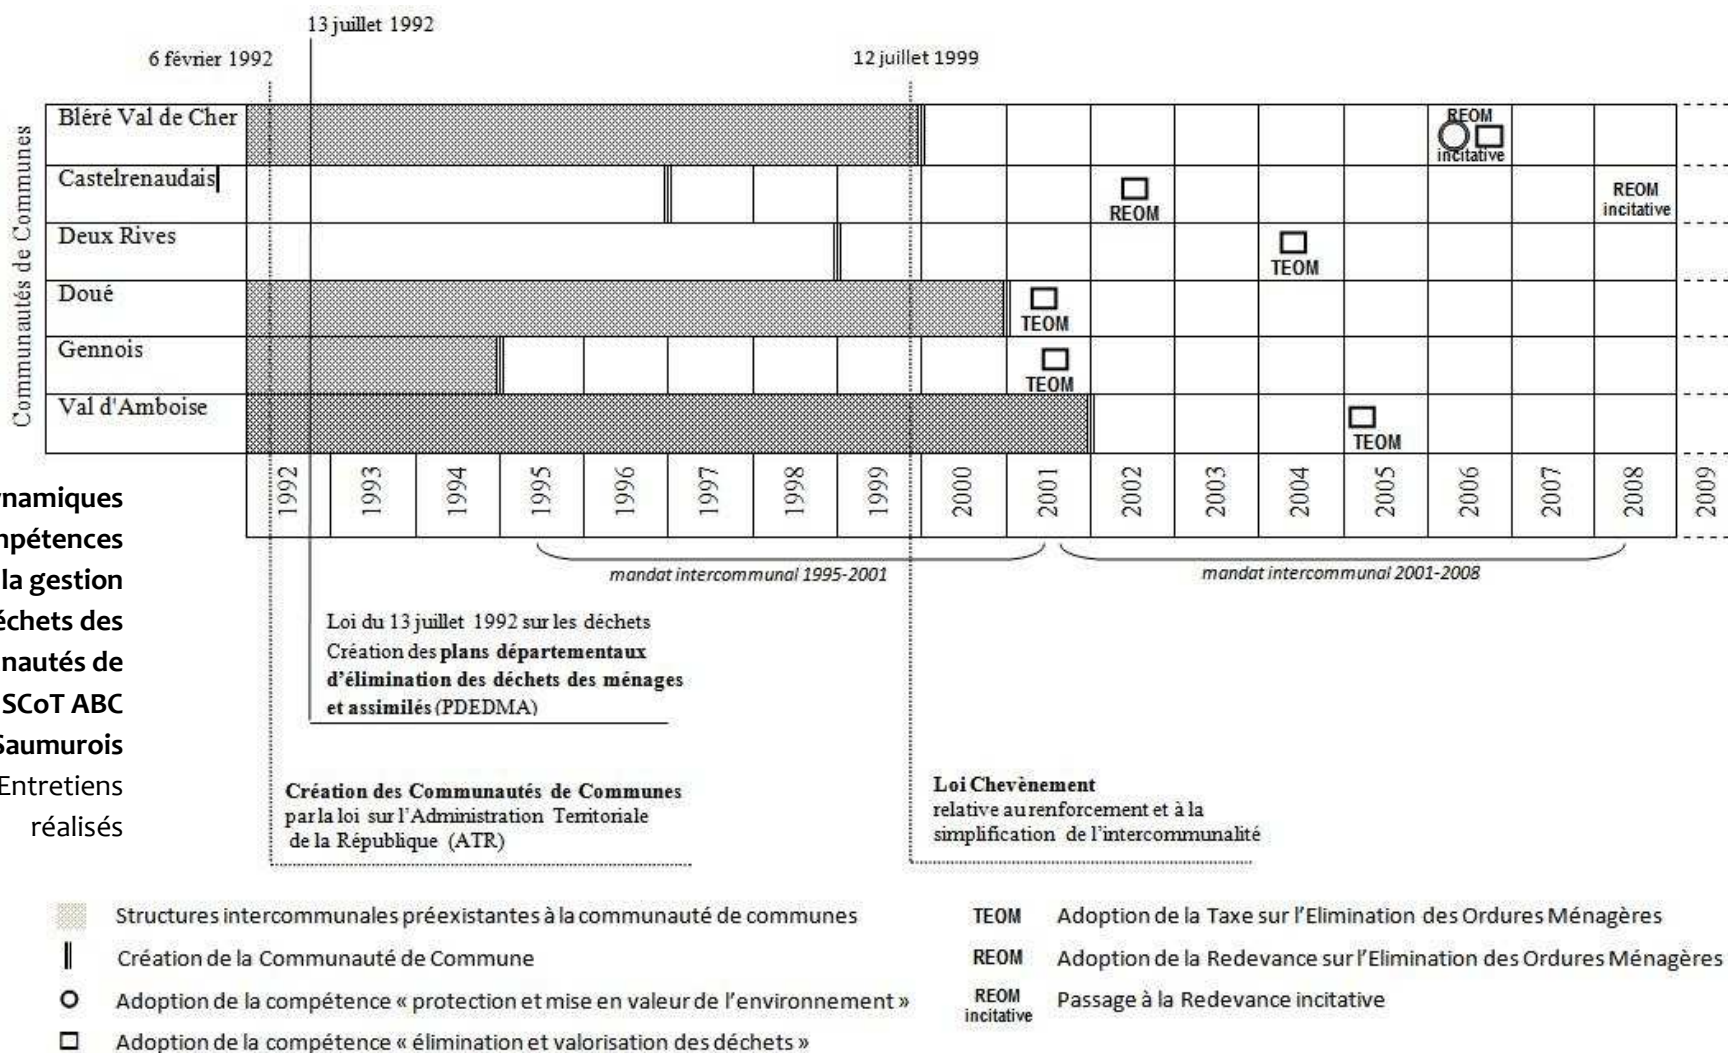 13 juillet 1992
6 février 1992
12 juillet 1999
Communautés de Communes
Bléré Val de Cher
REOM
incitative
Castelrenaudais
REOM
REOM
incitative
Deux Rives
TEOM
Doué
TEOM
Gennois
TEOM
Val d'Amboise
TEOM
1992 1993 1994 1995 1996 1997 1998 1999 2000 2001 2002 2003 2004 2005 2006 2007 2008 2009
mandat intercommunal 1995-2001
mandat intercommunal 2001-2008
ynamiques
mpétences
la gestion
échets des
nautés de
SCoT ABC
Saumurois
Entretiens
réalisés
Loi du 13 juillet 1992 sur les déchets
Création des plans départementaux
d'élimination des déchets des ménages
et assimilés (PDEDMA)
Création des Communautés de Communes
par la loi sur l'Administration Territoriale
de la République (ATR)
Loi Chevènement
relative au renforcement et à la
simplification de l'intercommunalité
Structures intercommunales préexistantes à la communauté de communes
Création de la Communauté de Commune
Adoption de la compétence « protection et mise en valeur de l'environnement »
Adoption de la compétence « élimination et valorisation des déchets »
TEOM Adoption de la Taxe sur l'Elimination des Ordures Ménagères
REOM Adoption de la Redevance sur l'Elimination des Ordures Ménagères
REOM
incitative
Passage à la Redevance incitative